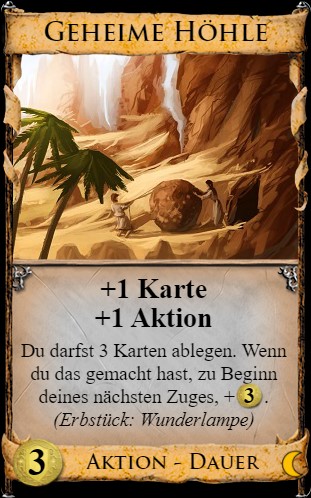 GEHEIME HÖHLE
+1 Karte
+1 Aktion
Du darfst 3 Karten ablegen. Wenn
du das gemacht hast, zu Beginn
deines nächsten Zuges, +3.
(Erbstück: Wunderlampe)
3 AKTION - DAUER